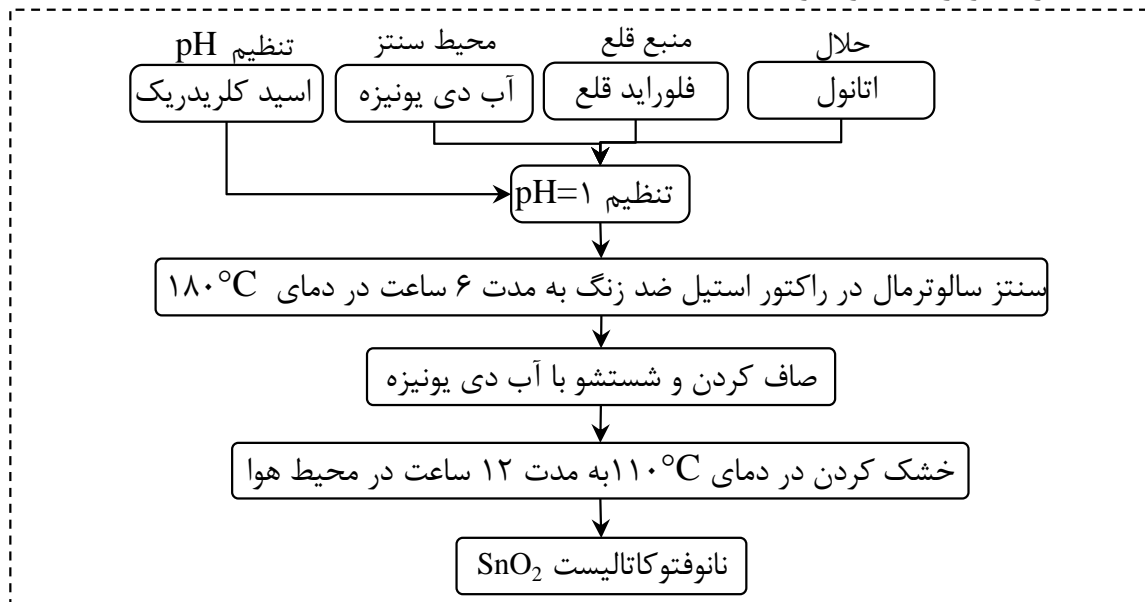 حلال
منبع قلع
محیط سنتز
تنظیم pH
اتانول
فلوراید قلع
آب دی یونیزه
اسید کلریدریک
تنظیم pH=۱
سنتز سالوترمال در راکتور استیل ضد زنگ به مدت ۶ ساعت در دمای ۱۸۰°C
صاف کردن و شستشو با آب دی یونیزه
خشک کردن در دمای ۱۱۰°C به مدت ۱۲ ساعت در محیط هوا
نانوفتوکاتالیست SnO₂